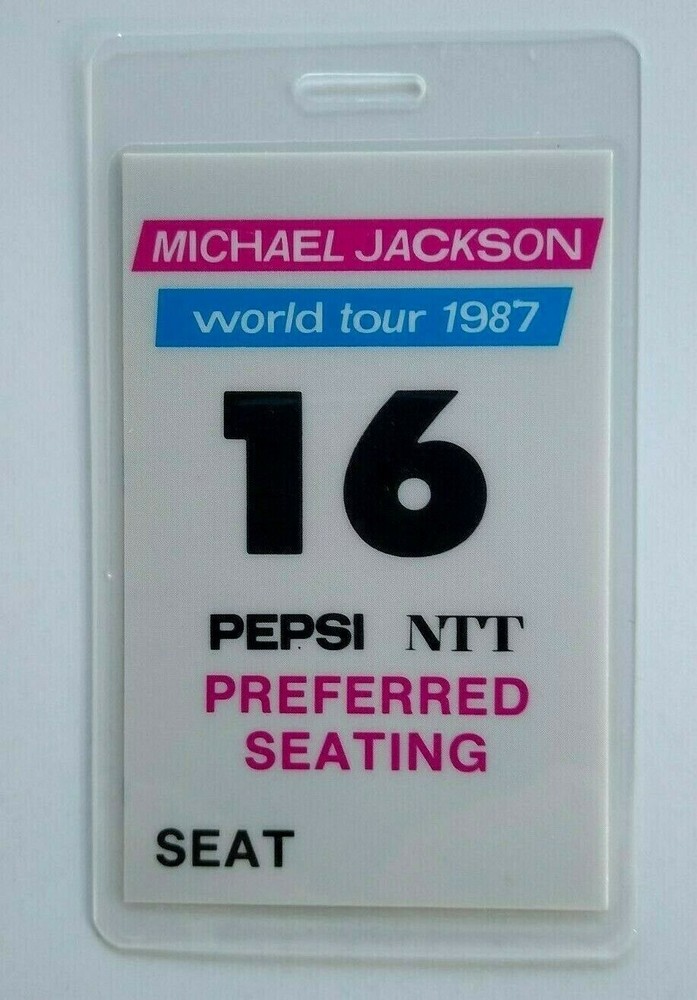 MICHAEL JACKSON
world tour 1987
16
PEPSI NTT
PREFERRED
SEATING
SEAT